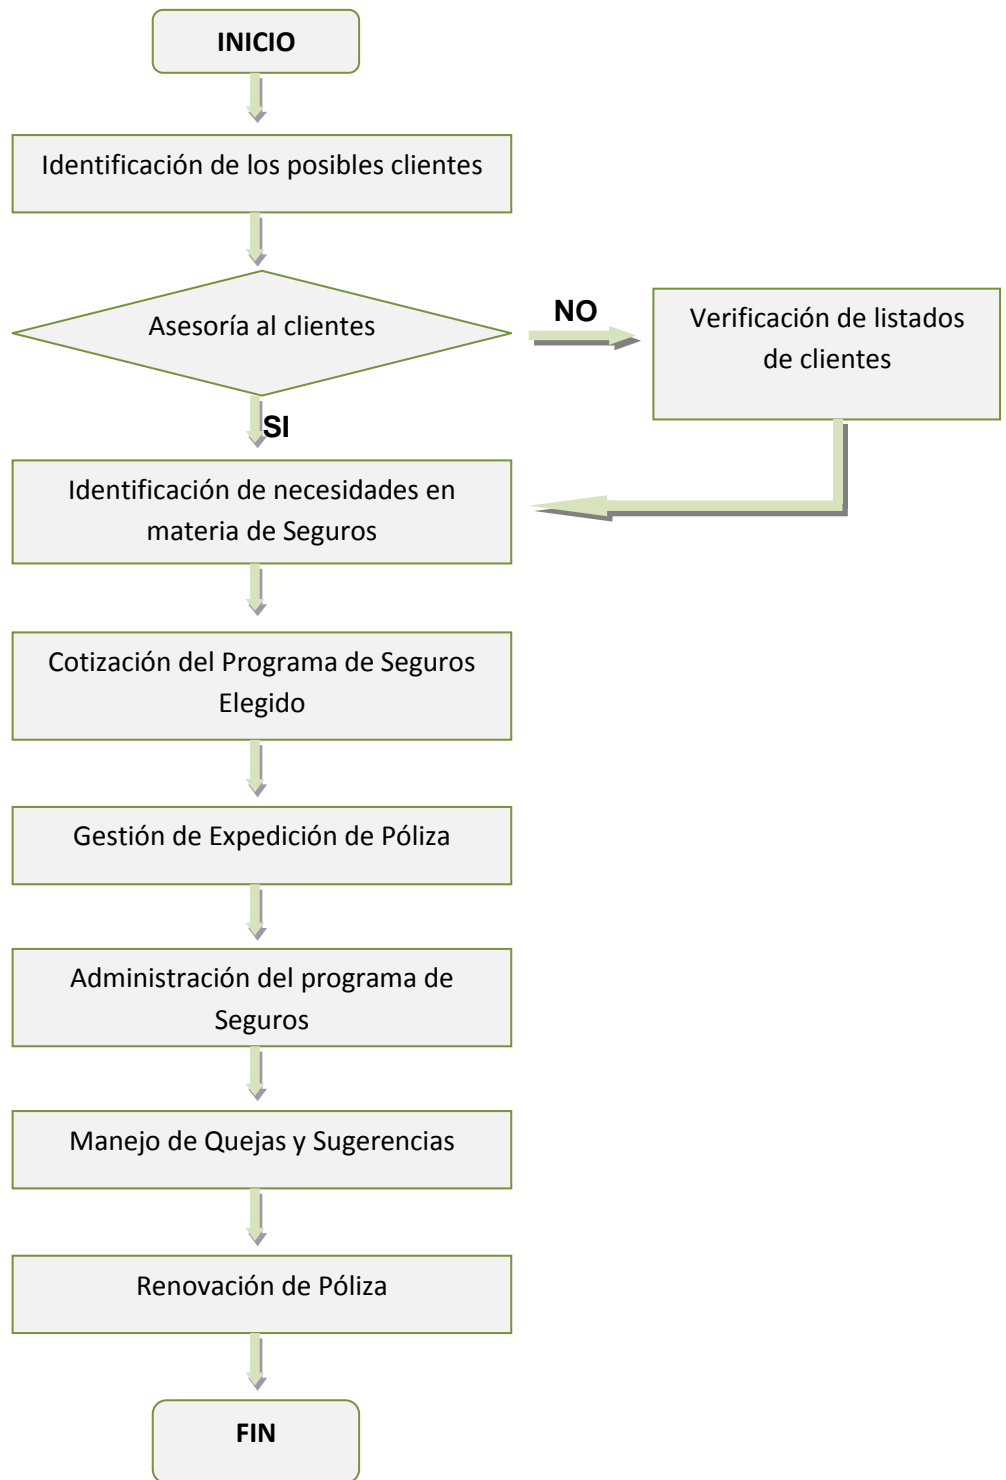 INICIO
Identificación de los posibles clientes
Asesoría al clientes
NO
Verificación de listados
de clientes
SI
Identificación de necesidades en
materia de Seguros
Cotización del Programa de Seguros
Elegido
Gestión de Expedición de Póliza
Administración del programa de
Seguros
Manejo de Quejas y Sugerencias
Renovación de Póliza
FIN